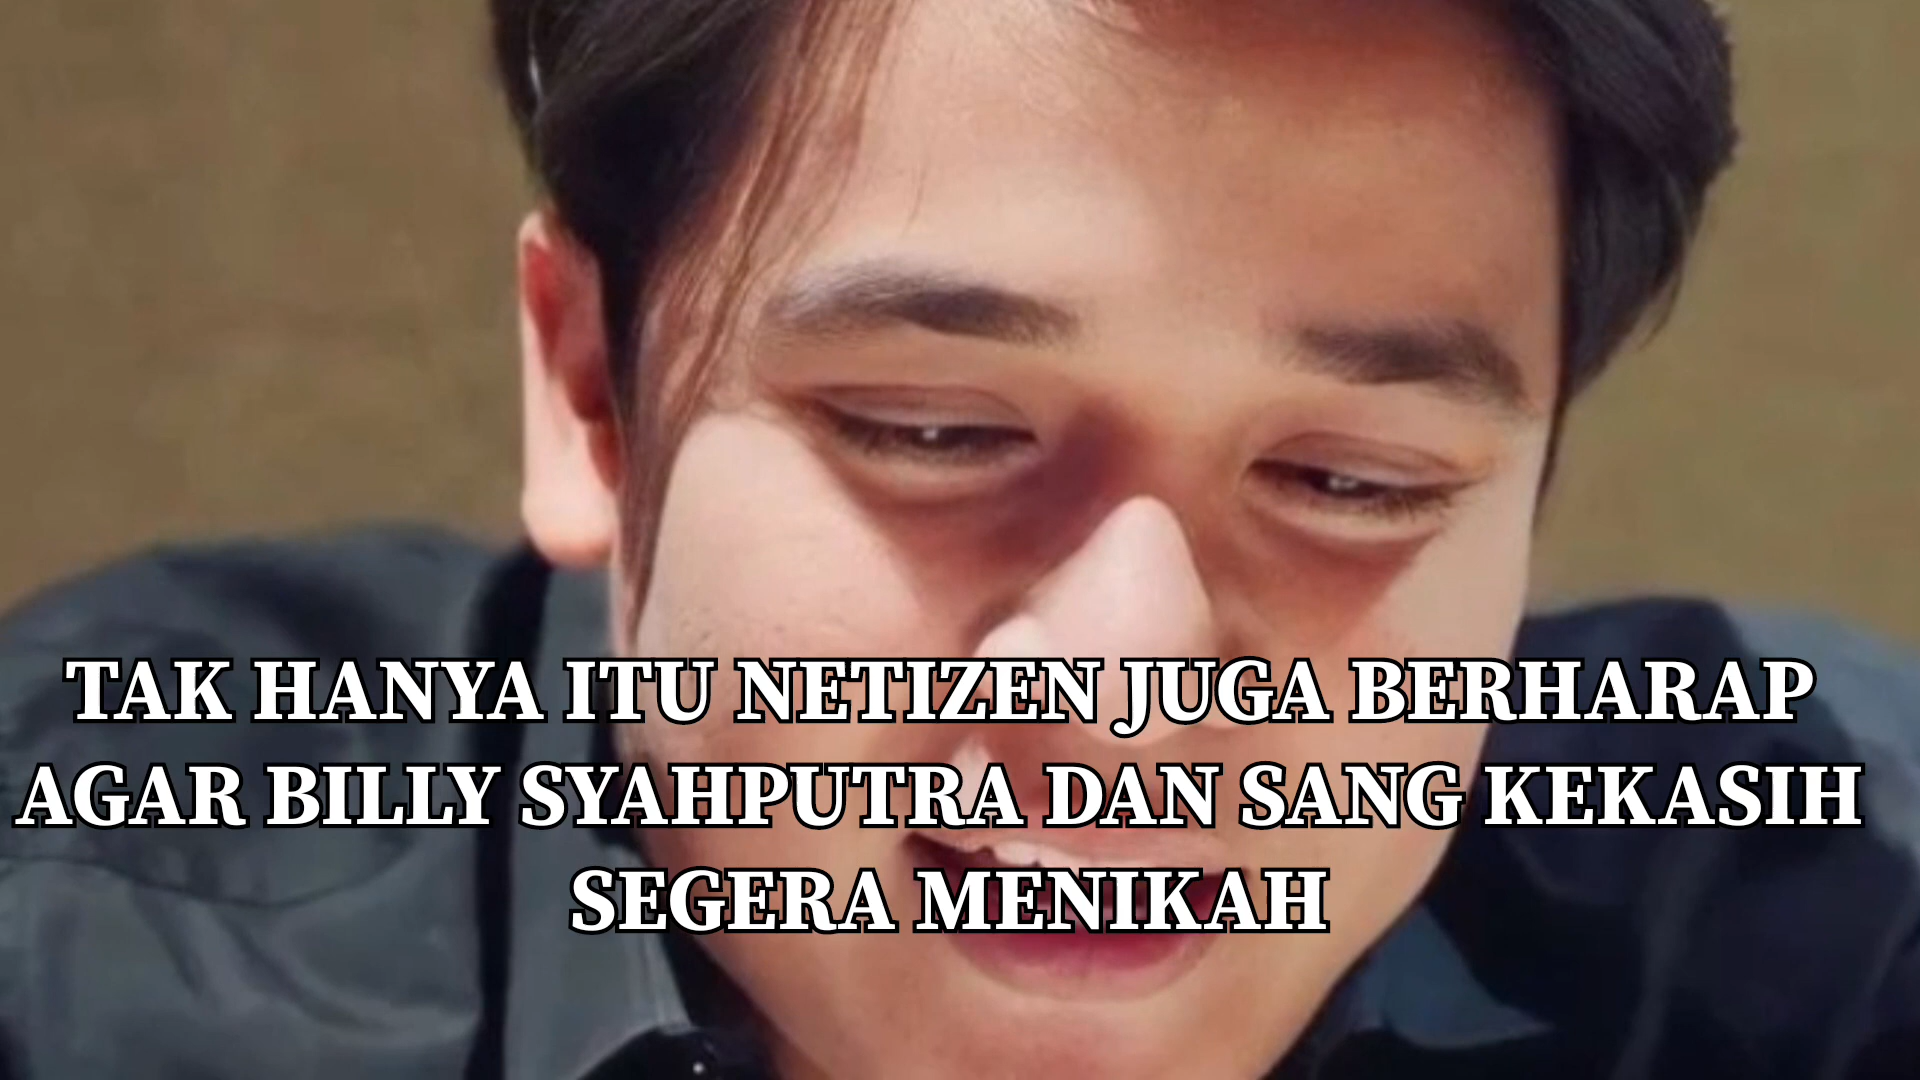 TAK HANYA ITU NETIZEN JUGA BERHARAP
AGAR BILLY SYAHPUTRA DAN SANG KEKASIH
SEGERA MENIKAH